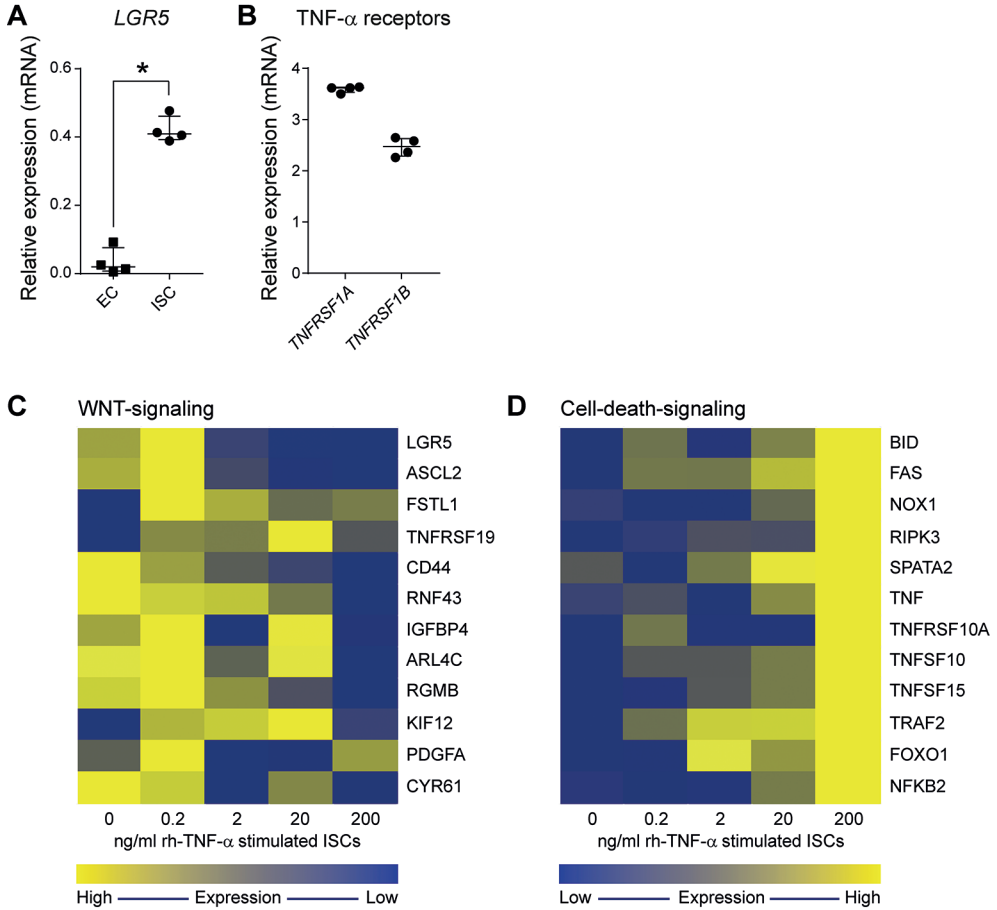 A
LGR5
Relative expression (mRNA)
0.6
0.4
0.2
0.0
*
EC
ISC
B
TNF-α receptors
Relative expression (mRNA)
4
3
2
1
0
TNFRSF1A
TNFRSF1B
C
WNT-signaling
LGR5
ASCL2
FSTL1
TNFRSF19
CD44
RNF43
IGFBP4
ARL4C
RGMB
KIF12
PDGFA
CYR61
0 0.2 2 20 200
ng/ml rh-TNF-α stimulated ISCs
High Expression Low
D
Cell-death-signaling
BID
FAS
NOX1
RIPK3
SPATA2
TNF
TNFRSF10A
TNFSF10
TNFSF15
TRAF2
FOXO1
NFKB2
0 0.2 2 20 200
ng/ml rh-TNF-α stimulated ISCs
Low Expression High